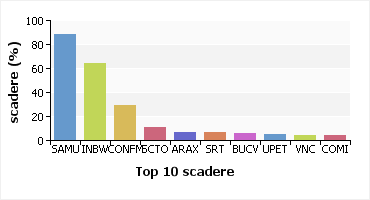 scadere (%)
100
80
60
40
20
0
SAMU INBW CONFM SCTO ARAX SRT BUCV UPET VNC COMI
Top 10 scadere